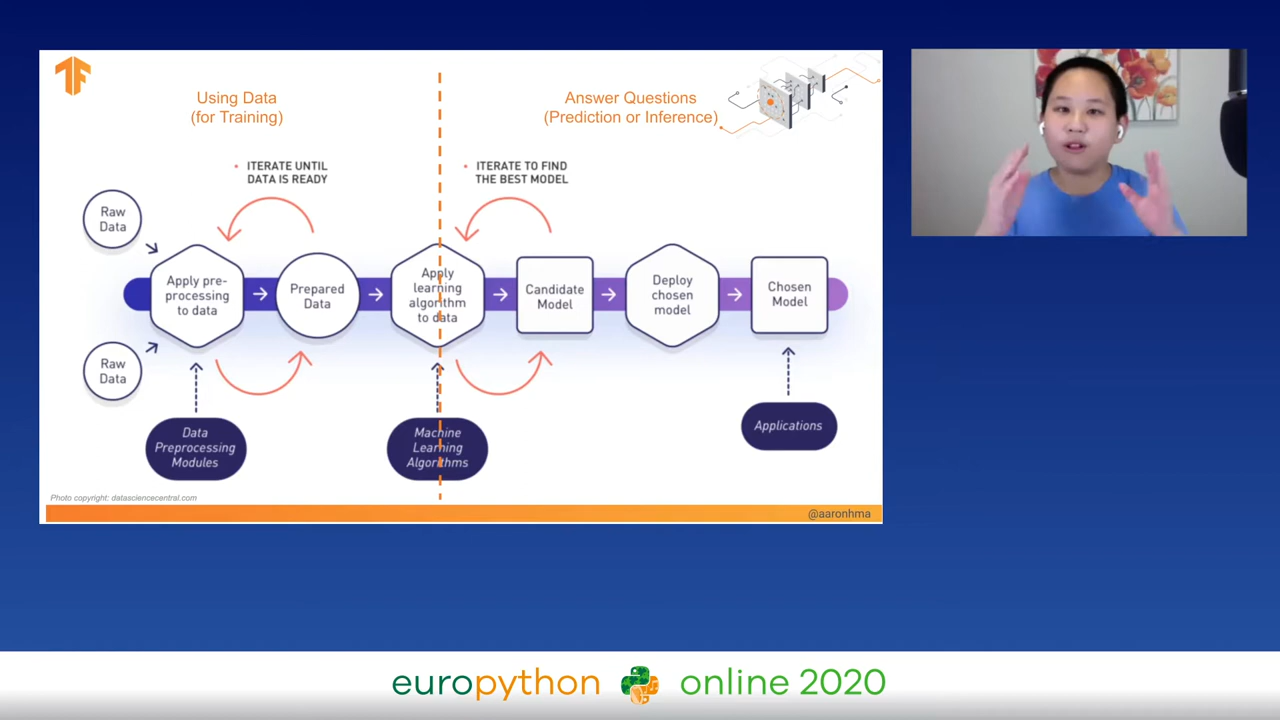 Using Data
(for Training)
Answer Questions
(Prediction or Inference)
• ITERATE UNTIL
DATA IS READY
• ITERATE TO FIND
THE BEST MODEL
Raw
Data
Raw
Data
Apply pre-
processing
to data
Prepared
Data
Apply
learning
algorithm
to data
Candidate
Model
Deploy
chosen
model
Chosen
Model
Data
Preprocessing
Modules
Machine
Learning
Algorithms
Applications
Photo copyright: datasciencecentral.com
@aaronhma
europython online 2020